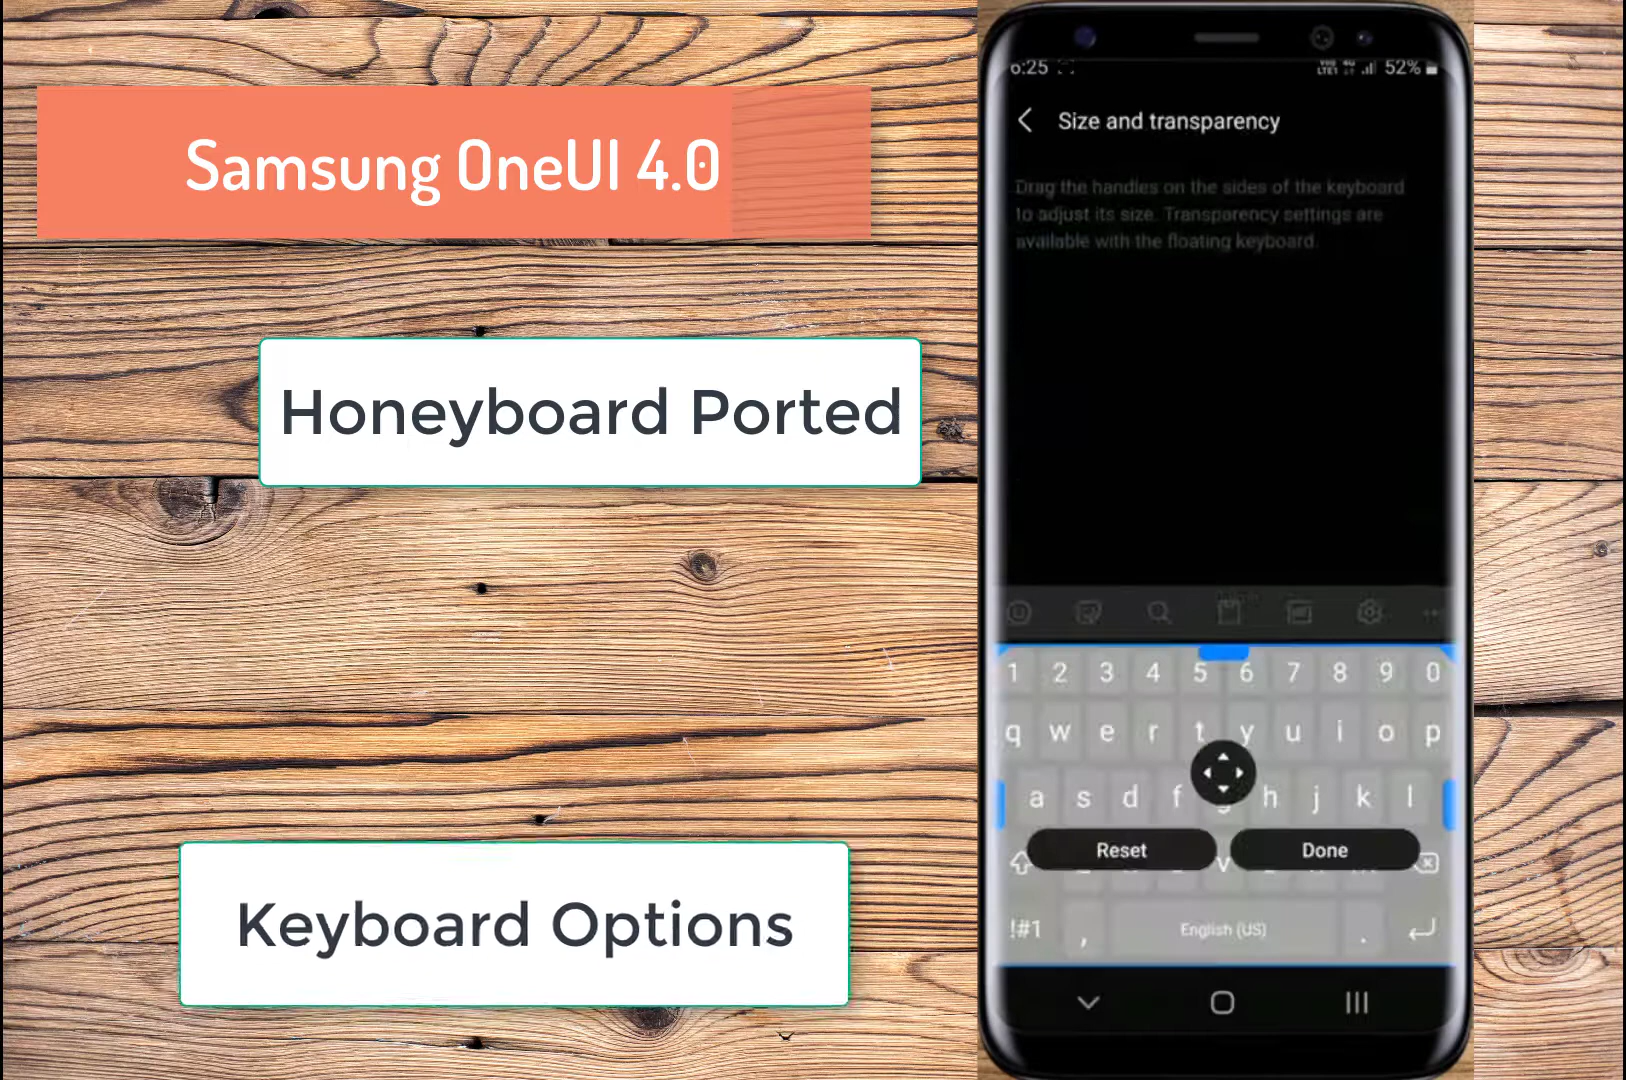 Samsung OneUI 4.0
Honeyboard Ported
Keyboard Options
6:25
52%
Size and transparency
Drag the handles on the sides of the keyboard
to adjust its size. Transparency settings are
available with the floating keyboard.
1 2 3 4 5 6 7 8 9 0
q w e r t y u i o p
a s d f g h j k l
Reset Done
v
!#1 , English (US) .